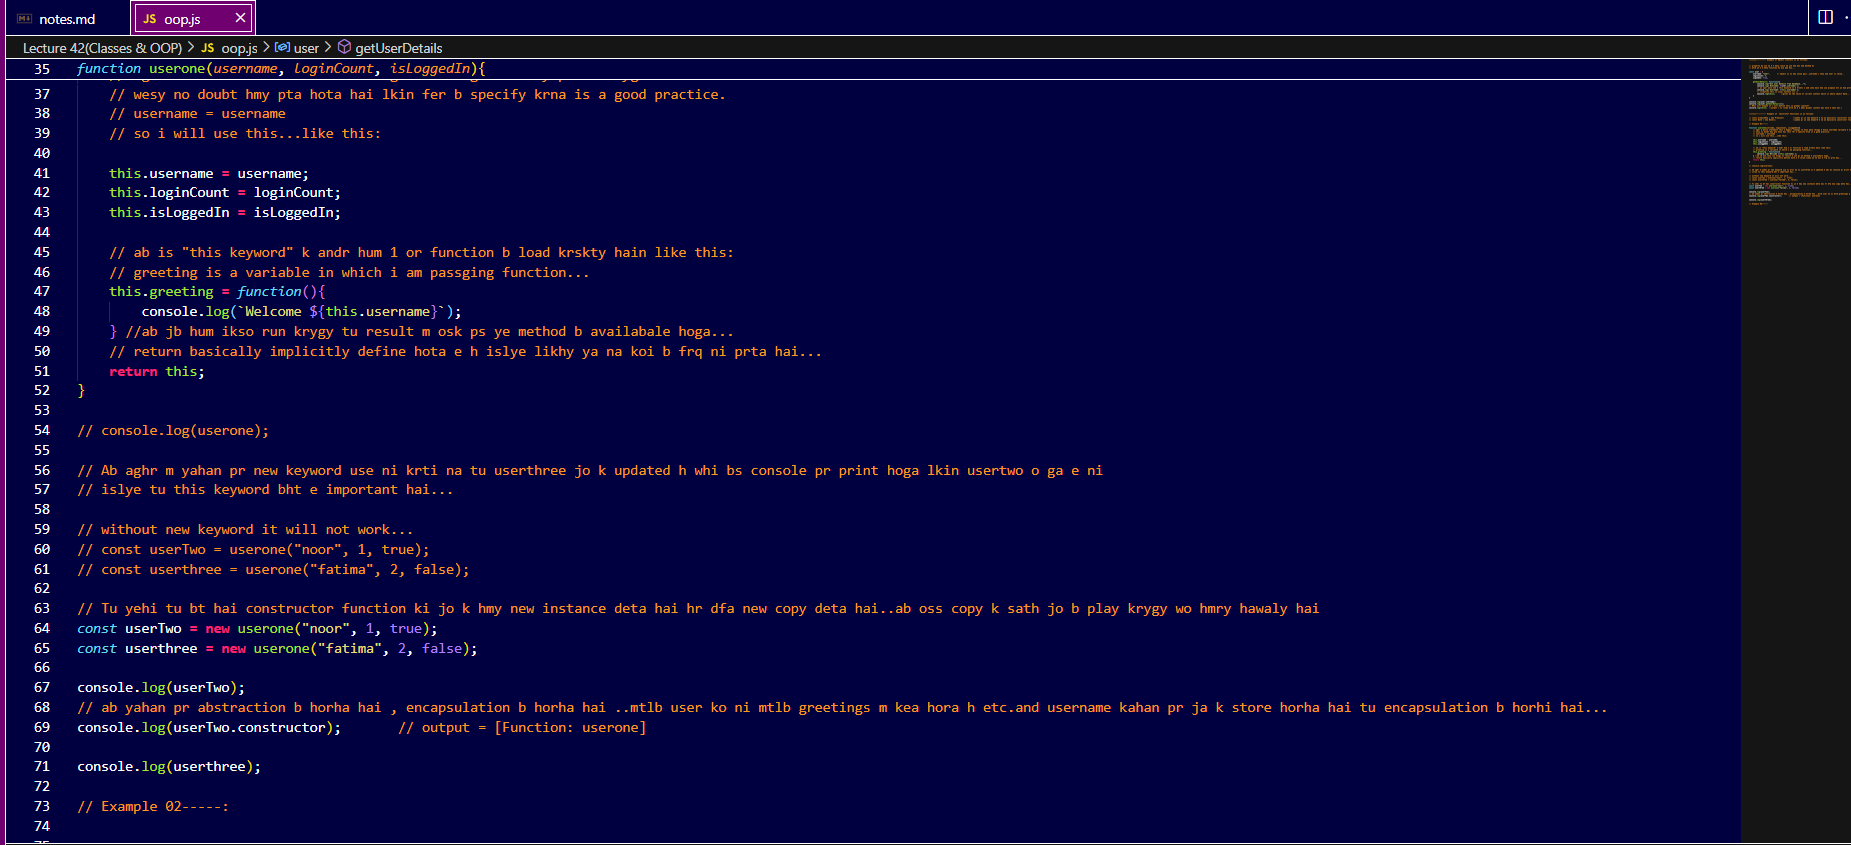 notes.md
JS oop.js
Lecture 42(Classes & OOP) > JS oop.js > user > getUserDetails
35 function userone(username, loginCount, isLoggedIn){
37 // wesy no doubt hmy pta hota hai lkin fer b specify krna is a good practice.
38 // username = username
39 // so i will use this...like this:
40
41 this.username = username;
42 this.loginCount = loginCount;
43 this.isLoggedIn = isLoggedIn;
44
45 // ab is "this keyword" k andr hum 1 or function b load krskty hain like this:
46 // greeting is a variable in which i am passging function...
47 this.greeting = function(){
48 console.log(`Welcome ${this.username}`);
49 } //ab jb hum ikso run krygy tu result m osk ps ye method b availabale hoga...
50 // return basically implicitly define hota e h islye likhy ya na koi b frq ni prta hai...
51 return this;
52 }
53
54 // console.log(userone);
55
56 // Ab aghr m yahan pr new keyword use ni krti na tu userthree jo k updated h whi bs console pr print hoga lkin usertwo o ga e ni
57 // islye tu this keyword bht e important hai...
58
59 // without new keyword it will not work...
60 // const userTwo = userone("noor", 1, true);
61 // const userthree = userone("fatima", 2, false);
62
63 // Tu yehi tu bt hai constructor function ki jo k hmy new instance deta hai hr dfa new copy deta hai..ab oss copy k sath jo b play krygy wo hmry hawaly hai
64 const userTwo = new userone("noor", 1, true);
65 const userthree = new userone("fatima", 2, false);
66
67 console.log(userTwo);
68 // ab yahan pr abstraction b horha hai , encapsulation b horha hai ..mtlb user ko ni mtlb greetings m kea hora h etc.and username kahan pr ja k store horha hai tu encapsulation b horhi hai...
69 console.log(userTwo.constructor); // output = [Function: userone]
70
71 console.log(userthree);
72
73 // Example 02-----:
74